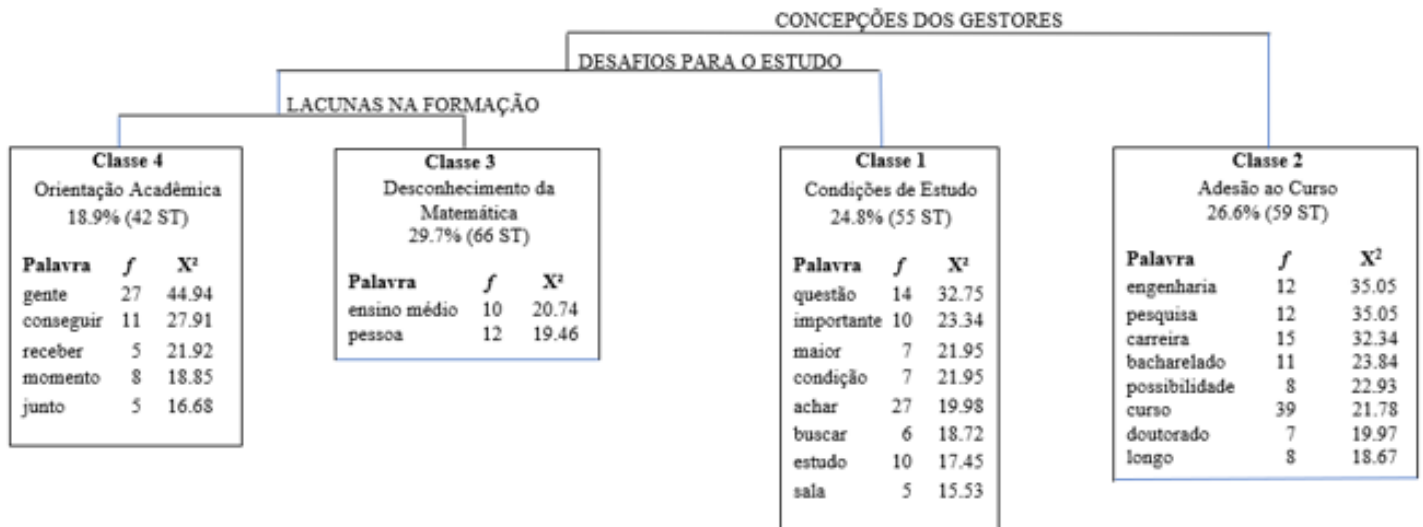 CONCEPÇÕES DOS GESTORES
DESAFIOS PARA O ESTUDO
LACUNAS NA FORMAÇÃO
Classe 4
Orientação Acadêmica
18.9% (42 ST)
Palavra f X²
gente 27 44.94
conseguir 11 27.91
receber 5 21.92
momento 8 18.85
junto 5 16.68
Classe 3
Desconhecimento da
Matemática
29.7% (66 ST)
Palavra f X²
ensino médio 10 20.74
pessoa 12 19.46
Classe 1
Condições de Estudo
24.8% (55 ST)
Palavra f X²
questão 14 32.75
importante 10 23.34
maior 7 21.95
condição 7 21.95
achar 27 19.98
buscar 6 18.72
estudo 10 17.45
sala 5 15.53
Classe 2
Adesão ao Curso
26.6% (59 ST)
Palavra f X²
engenharia 12 35.05
pesquisa 12 35.05
carreira 15 32.34
bacharelado 11 23.84
possibilidade 8 22.93
curso 39 21.78
doutorado 7 19.97
longo 8 18.67